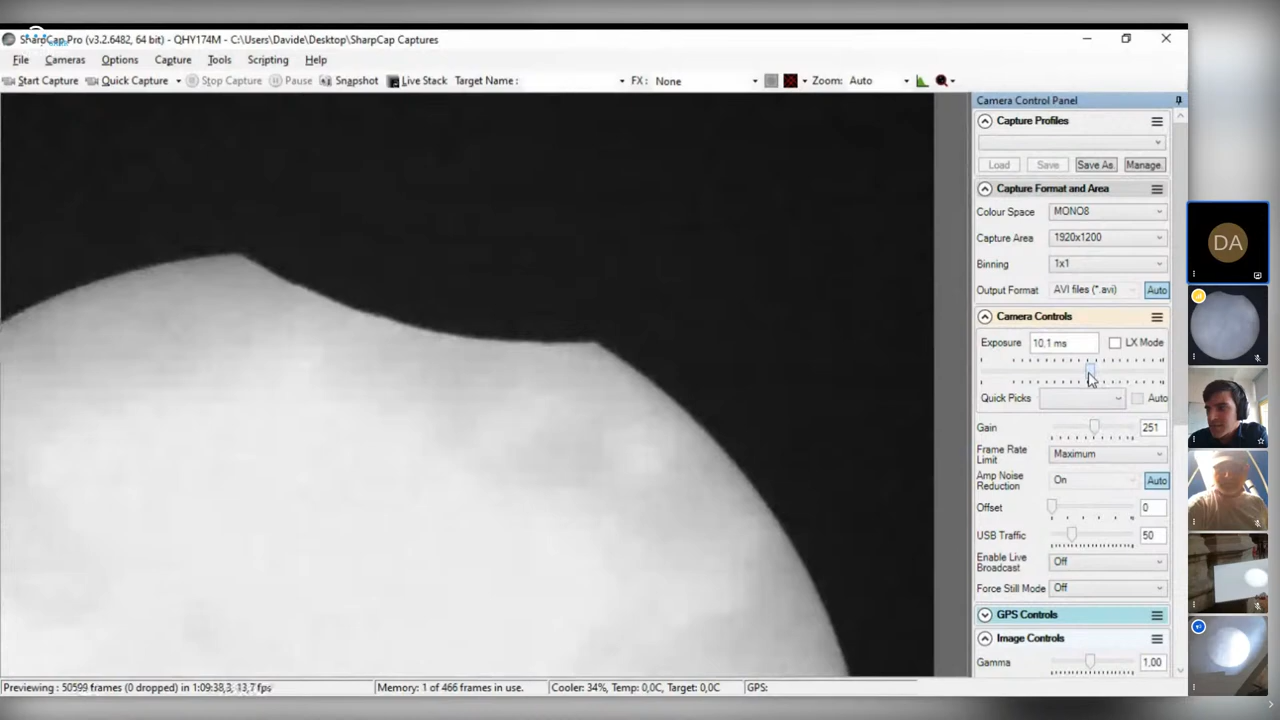 SharpCap Pro (v3.2.6482, 64 bit) - QHY174M - C:\Users\Davide\Desktop\SharpCap Captures
File Cameras Options Capture Tools Scripting Help
Start Capture Quick Capture Stop Capture Pause Snapshot Live Stack Target Name : FX : None Zoom: Auto
Camera Control Panel
Capture Profiles
Load Save Save As. Manage.
Capture Format and Area
Colour Space MONO8
Capture Area 1920x1200
Binning 1x1
Output Format AVI files (*.avi) Auto
Camera Controls
Exposure 10,1 ms LX Mode
Quick Picks Auto
Gain 251
Frame Rate
Limit Maximum
Amp Noise
Reduction On Auto
Offset 0
USB Traffic 50
Enable Live
Broadcast Off
Force Still Mode Off
GPS Controls
Image Controls
Gamma 1.00
Previewing : 50599 frames (0 dropped) in 1:09:38,3, 13,7 fps Memory: 1 of 466 frames in use. Cooler: 34%, Temp: 0,0C, Target: 0,0C GPS:
DA